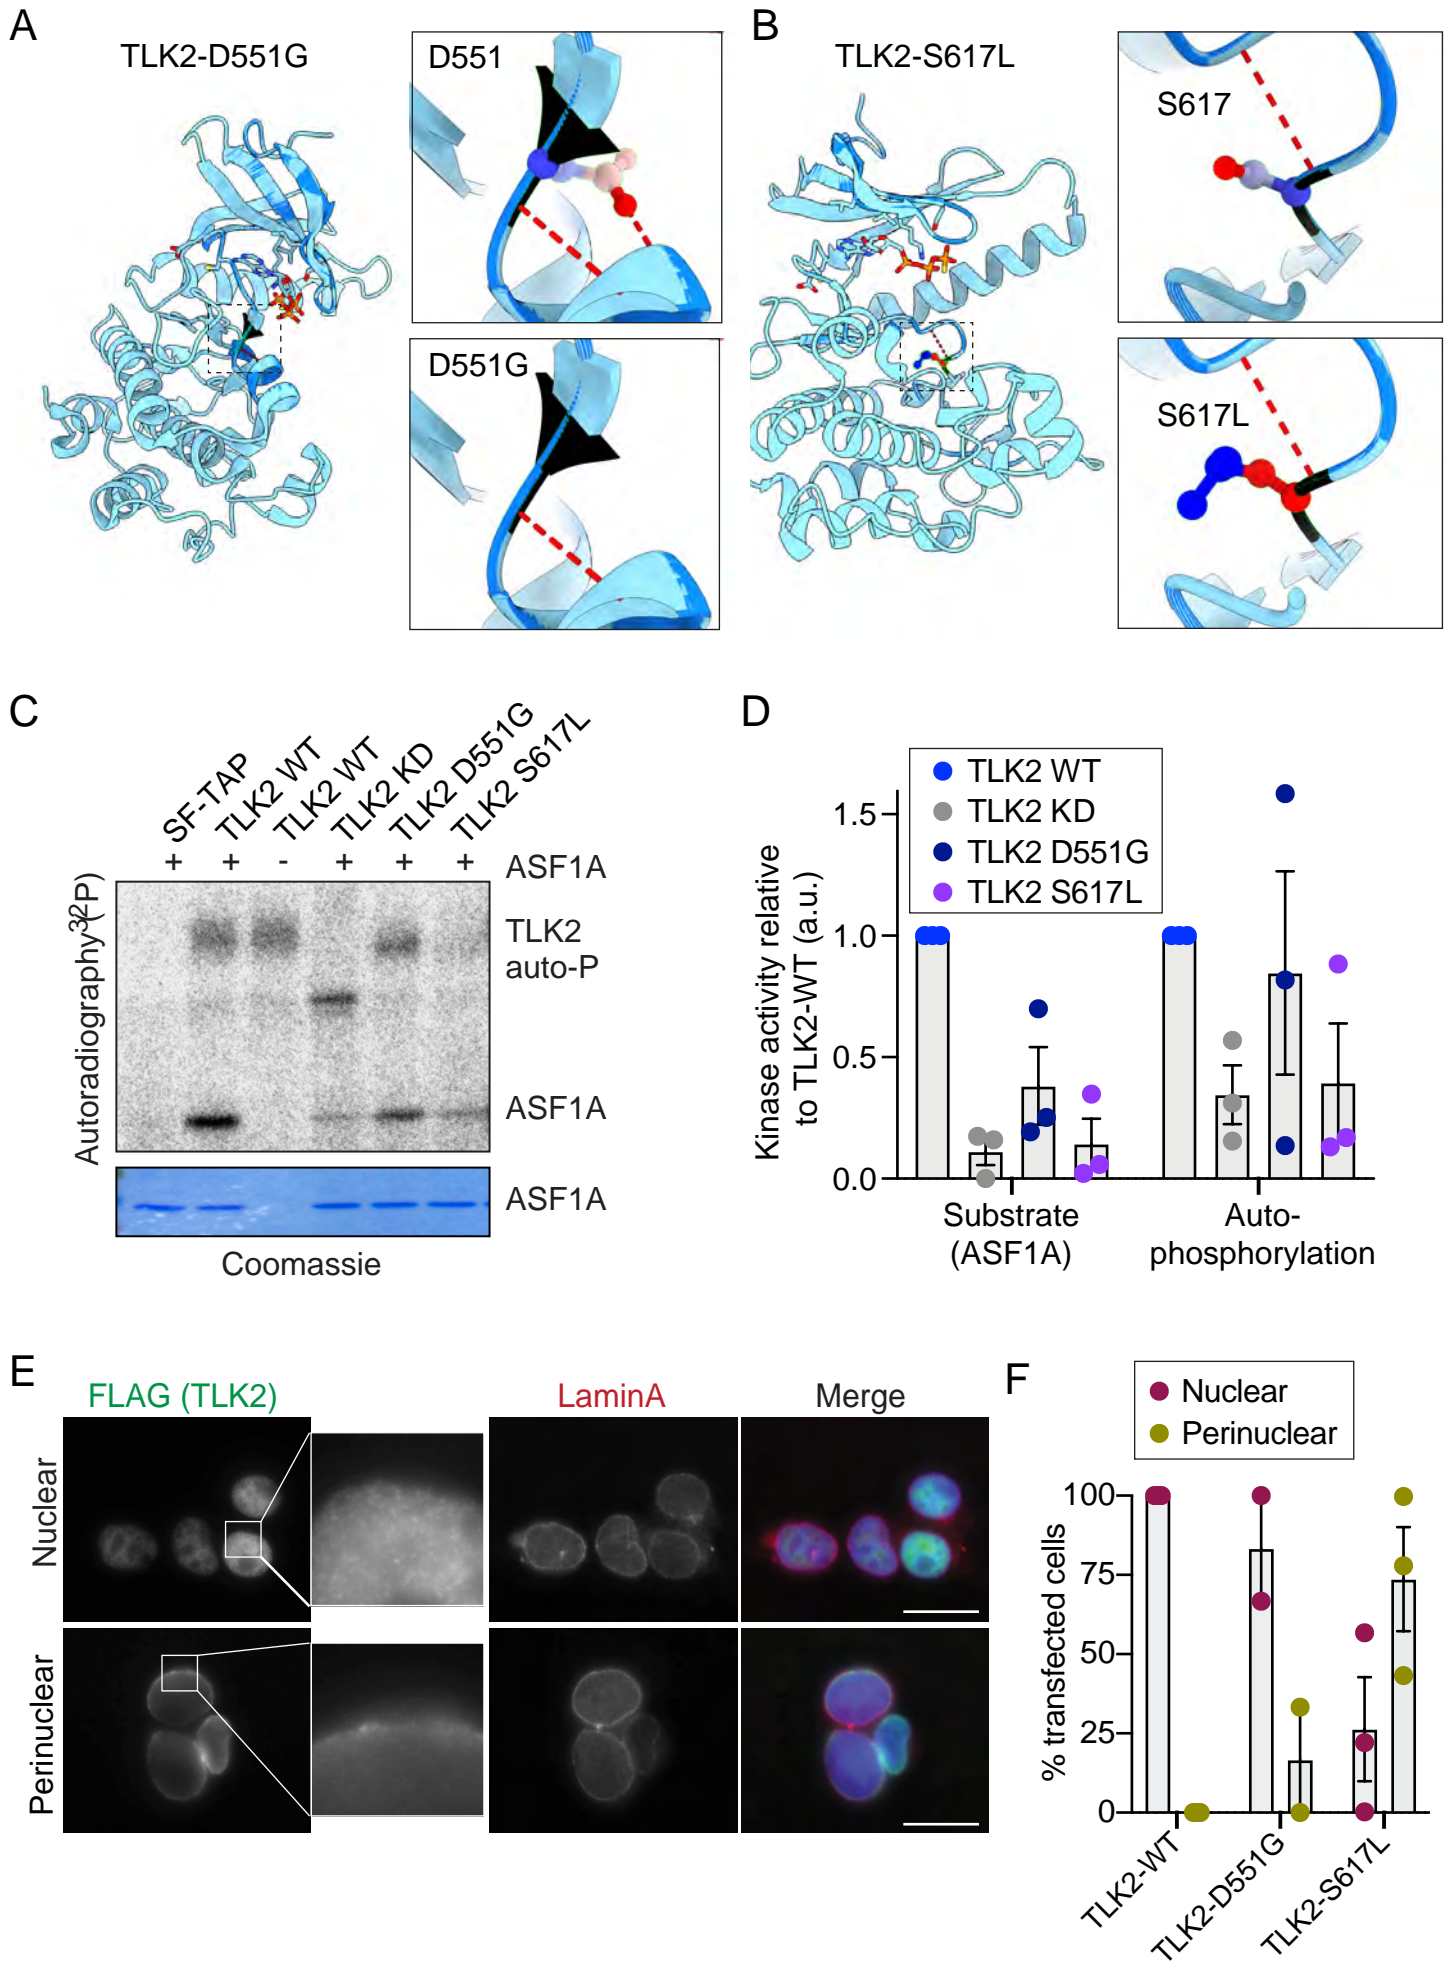 A
TLK2-D551G
D551
D551G
B
TLK2-S617L
S617
S617L
C
SF-TAP
TLK2 WT
TLK2 WT
TLK2 KD
TLK2 D551G
TLK2 S617L
+ + - + + + ASF1A
Autoradiography (32P)
TLK2
auto-P
ASF1A
ASF1A
Coomassie
D
TLK2 WT
TLK2 KD
TLK2 D551G
TLK2 S617L
Kinase activity relative
to TLK2-WT (a.u.)
1.5
1.0
0.5
0.0
Substrate
(ASF1A)
Auto-
phosphorylation
E
FLAG (TLK2)
LaminA
Merge
Nuclear
Perinuclear
F
Nuclear
Perinuclear
% transfected cells
100
75
50
25
0
TLK2-WT
TLK2-D551G
TLK2-S617L